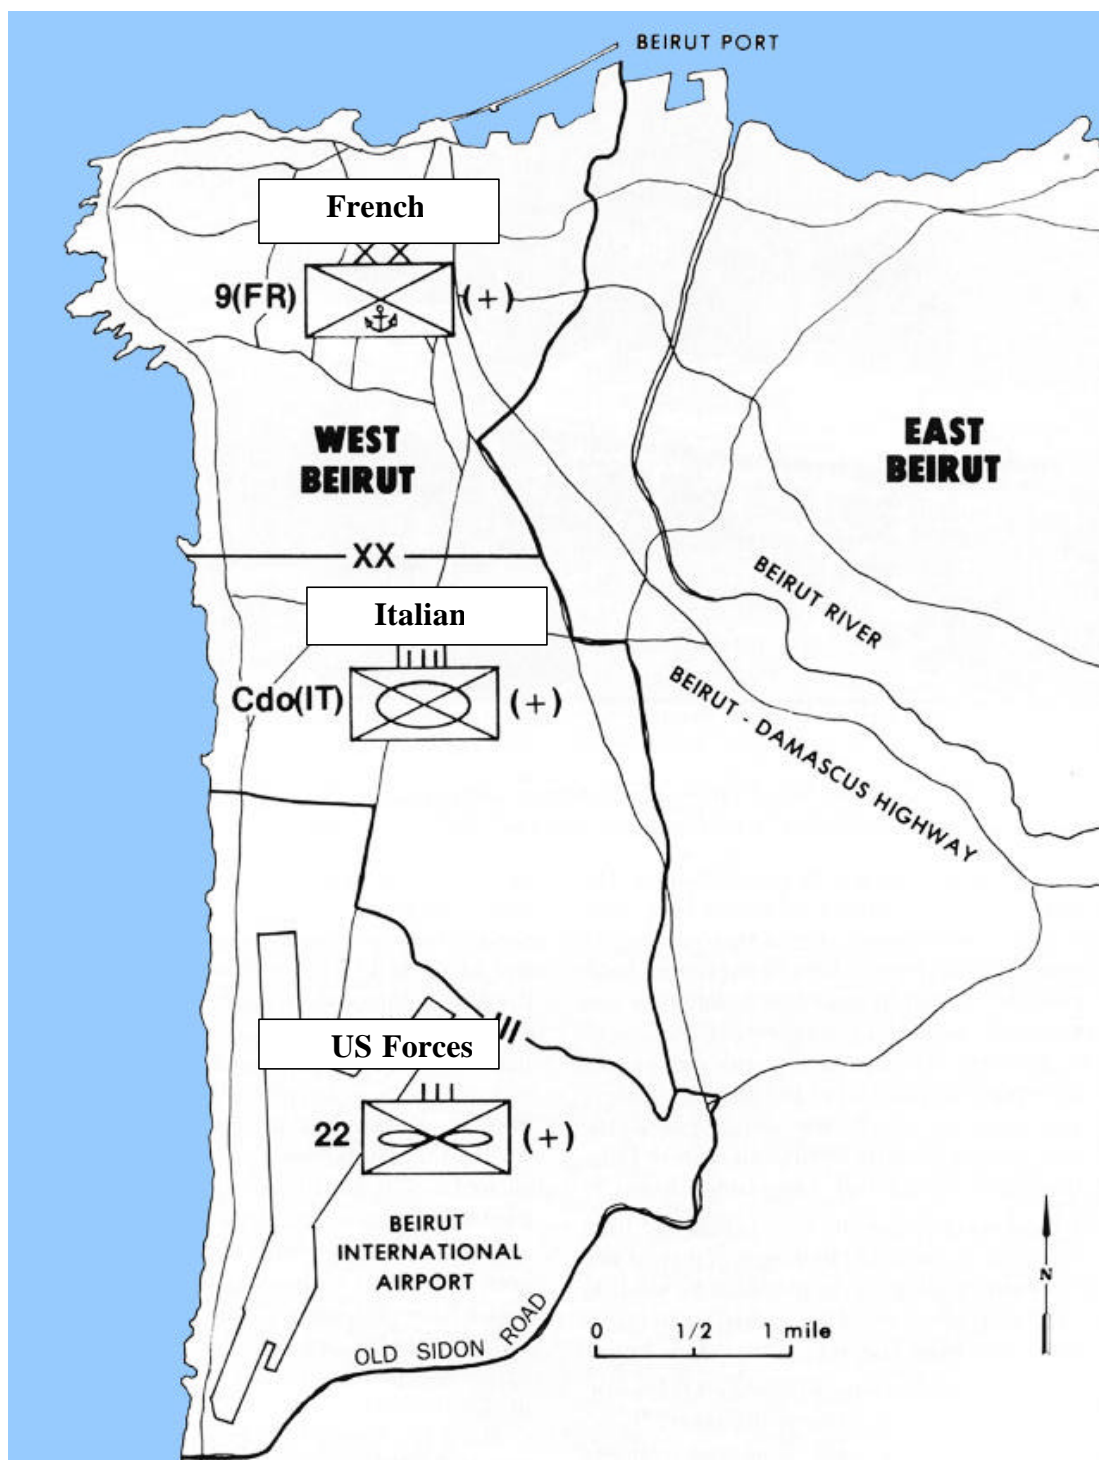 BEIRUT PORT
French
XX
9(FR)
(+)
WEST
BEIRUT
EAST
BEIRUT
XX
BEIRUT RIVER
Italian
IIII
Cdo(IT)
(+)
BEIRUT - DAMASCUS HIGHWAY
III
US Forces
III
22
(+)
BEIRUT
INTERNATIONAL
AIRPORT
N
OLD SIDON ROAD
0 1/2 1 mile